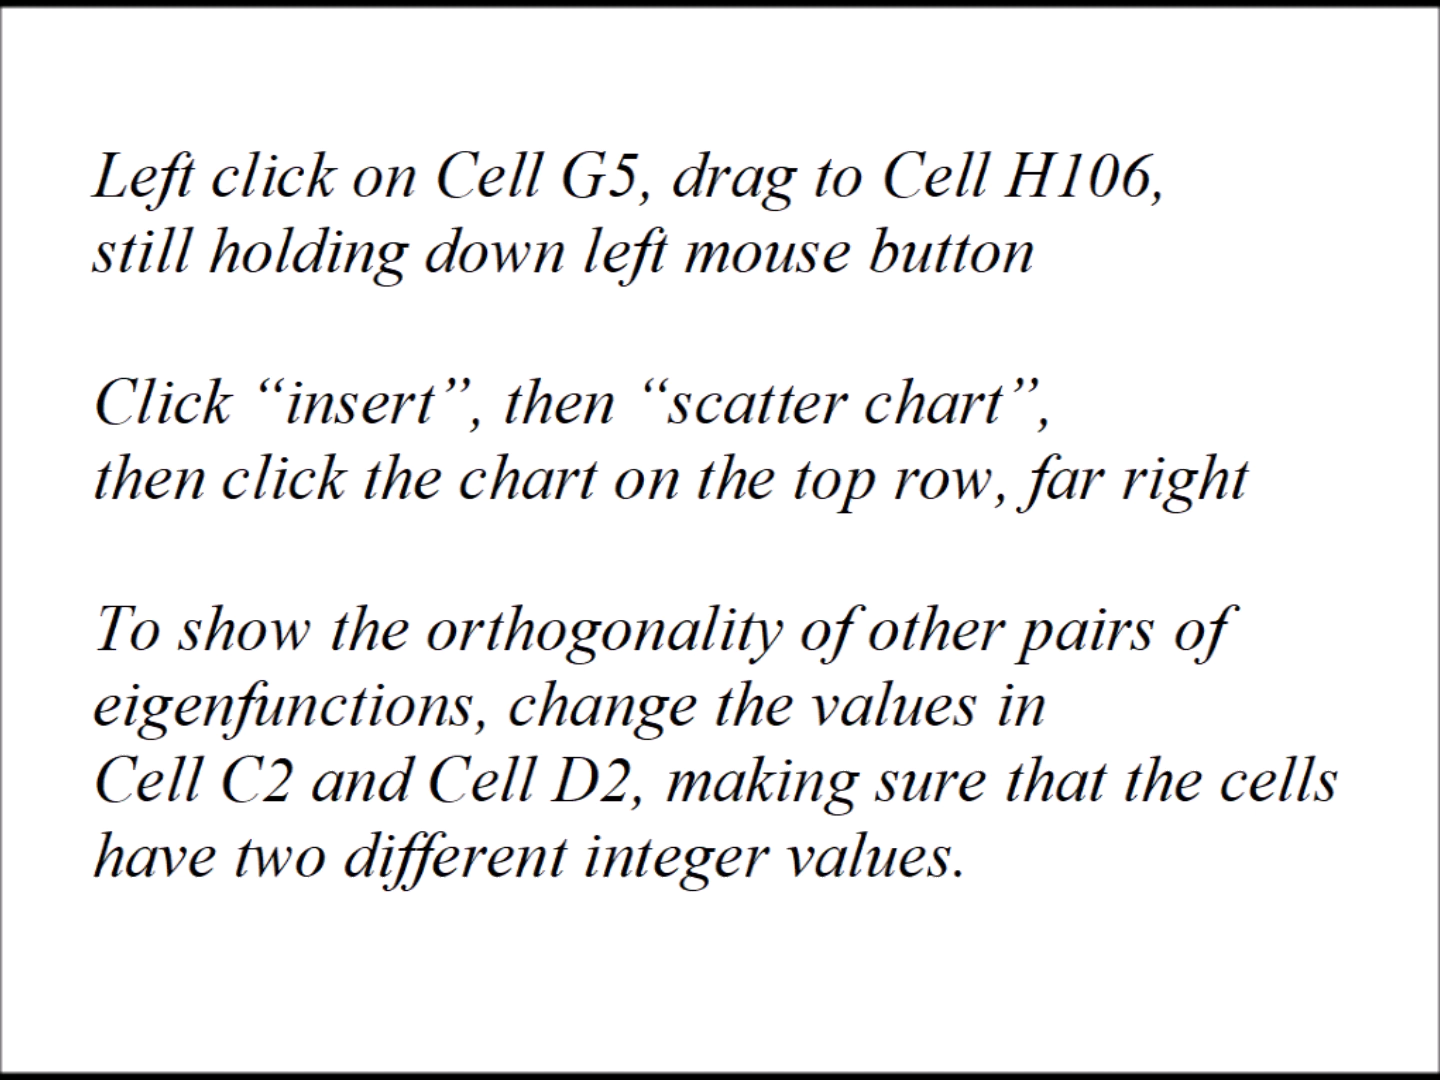 Left click on Cell G5, drag to Cell H106,
still holding down left mouse button
Click “insert”, then “scatter chart”,
then click the chart on the top row, far right
To show the orthogonality of other pairs of
eigenfunctions, change the values in
Cell C2 and Cell D2, making sure that the cells
have two different integer values.